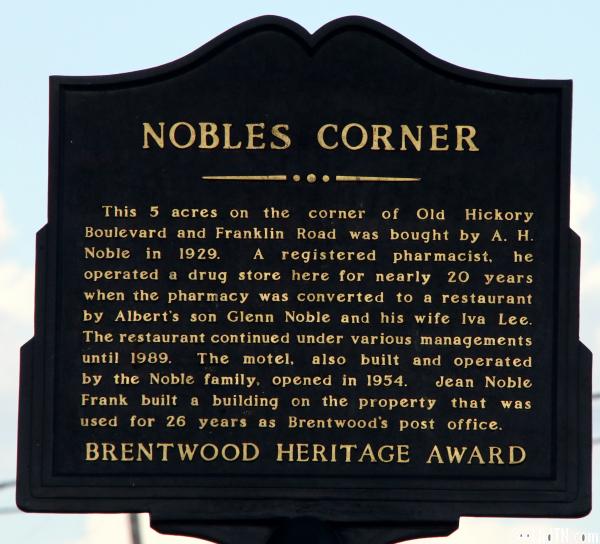 NOBLES CORNER
This 5 acres on the corner of Old Hickory
Boulevard and Franklin Road was bought by A. H.
Noble in 1929. A registered pharmacist, he
operated a drug store here for nearly 20 years
when the pharmacy was converted to a restaurant
by Albert's son Glenn Noble and his wife Iva Lee.
The restaurant continued under various managements
until 1989. The motel, also built and operated
by the Noble family, opened in 1954. Jean Noble
Frank built a building on the property that was
used for 26 years as Brentwood's post office.
BRENTWOOD HERITAGE AWARD